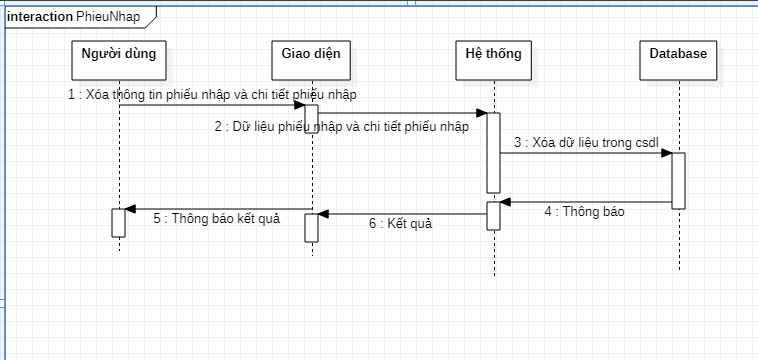 interaction PhieuNhap
Người dùng
Giao diện
Hệ thống
Database
1 : Xóa thông tin phiếu nhập và chi tiết phiếu nhập
2 : Dữ liệu phiếu nhập và chi tiết phiếu nhập
3 : Xóa dữ liệu trong csdl
4 : Thông báo
5 : Thông báo kết quả
6 : Kết quả